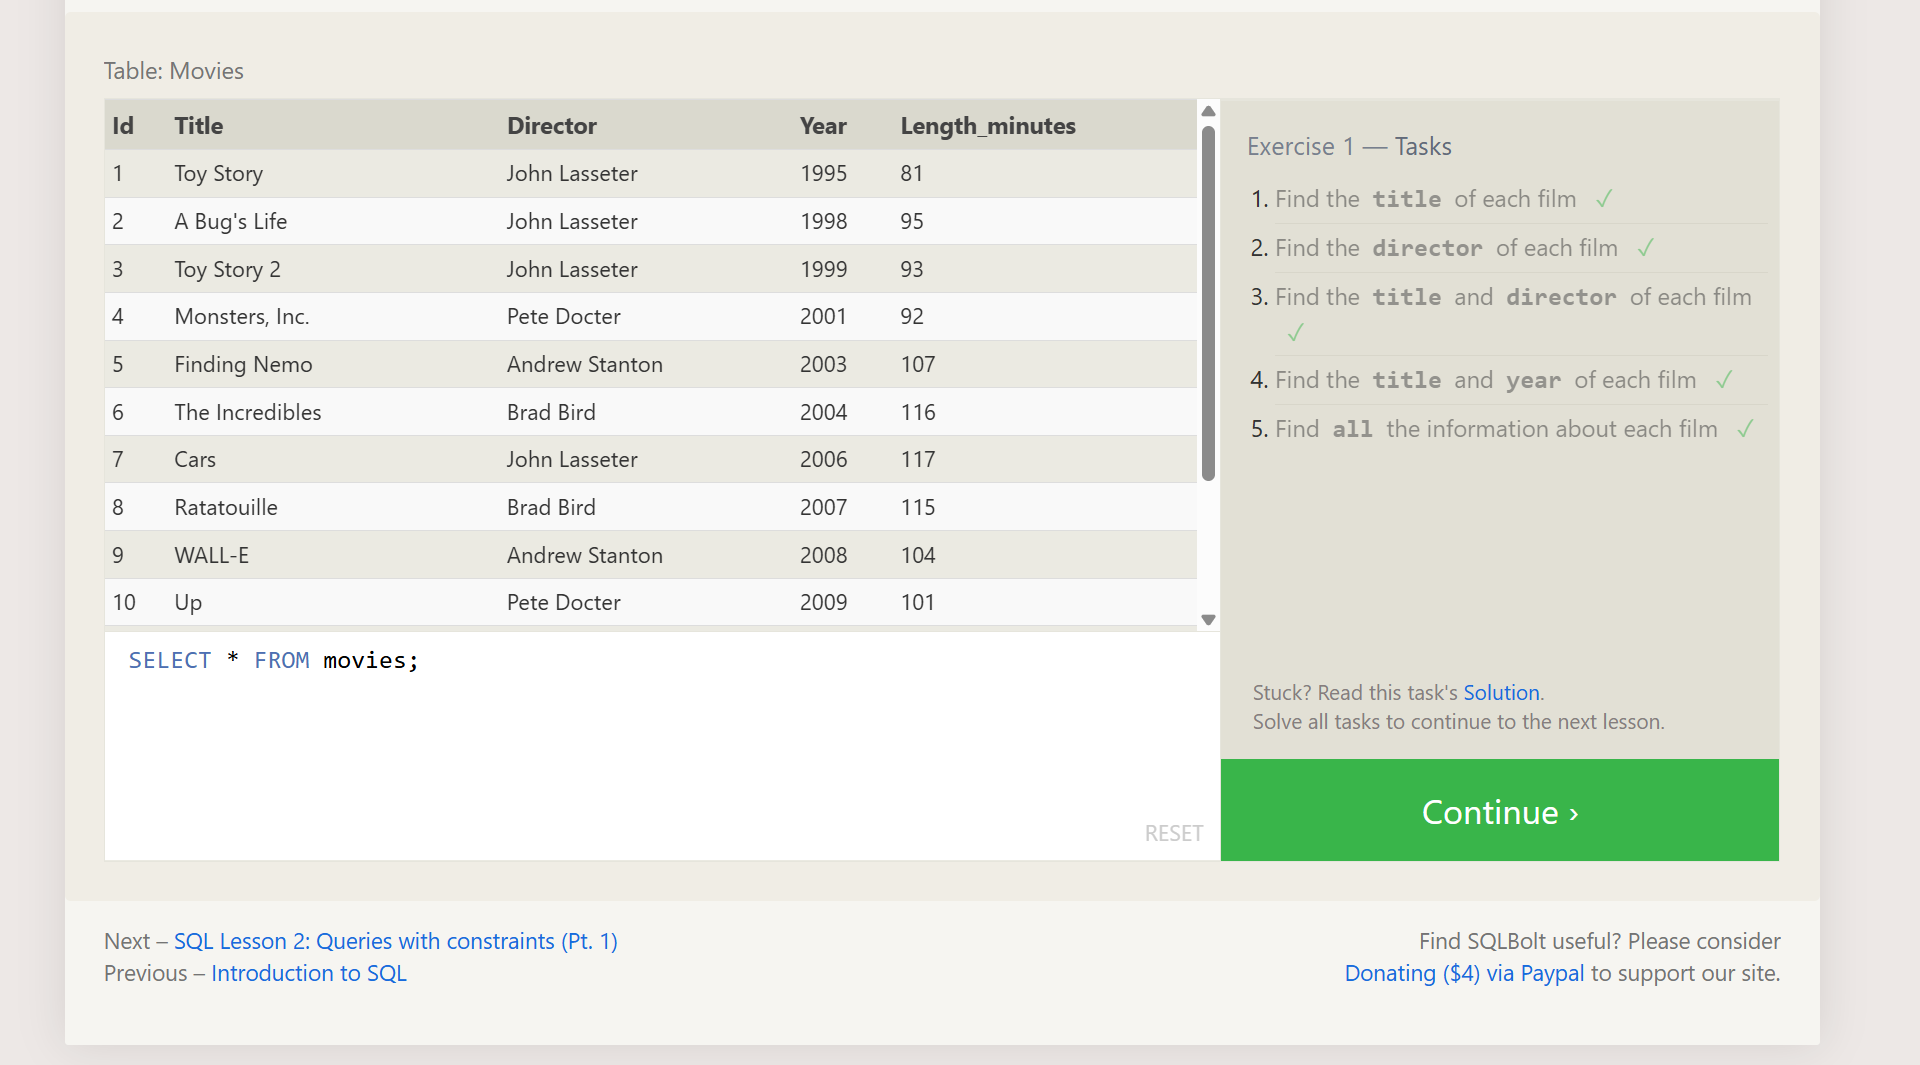 Table: Movies
Id Title Director Year Length_minutes
1 Toy Story John Lasseter 1995 81
2 A Bug's Life John Lasseter 1998 95
3 Toy Story 2 John Lasseter 1999 93
4 Monsters, Inc. Pete Docter 2001 92
5 Finding Nemo Andrew Stanton 2003 107
6 The Incredibles Brad Bird 2004 116
7 Cars John Lasseter 2006 117
8 Ratatouille Brad Bird 2007 115
9 WALL-E Andrew Stanton 2008 104
10 Up Pete Docter 2009 101
SELECT * FROM movies;
RESET
Exercise 1 — Tasks
1. Find the title of each film ✓
2. Find the director of each film ✓
3. Find the title and director of each film
✓
4. Find the title and year of each film ✓
5. Find all the information about each film ✓
Stuck? Read this task's Solution.
Solve all tasks to continue to the next lesson.
Continue ›
Next – SQL Lesson 2: Queries with constraints (Pt. 1)
Previous – Introduction to SQL
Find SQLBolt useful? Please consider
Donating ($4) via Paypal to support our site.